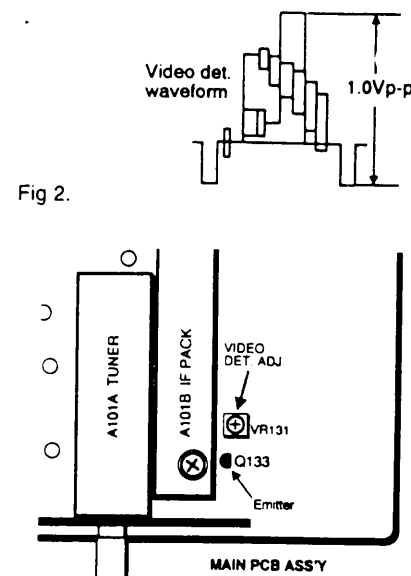 Video det.
waveform
1.0Vp-p
Fig 2.
A101A TUNER
A101B IF PACK
VIDEO
DET. ADJ
VR131
Q133
Emitter
MAIN PCB ASS'Y